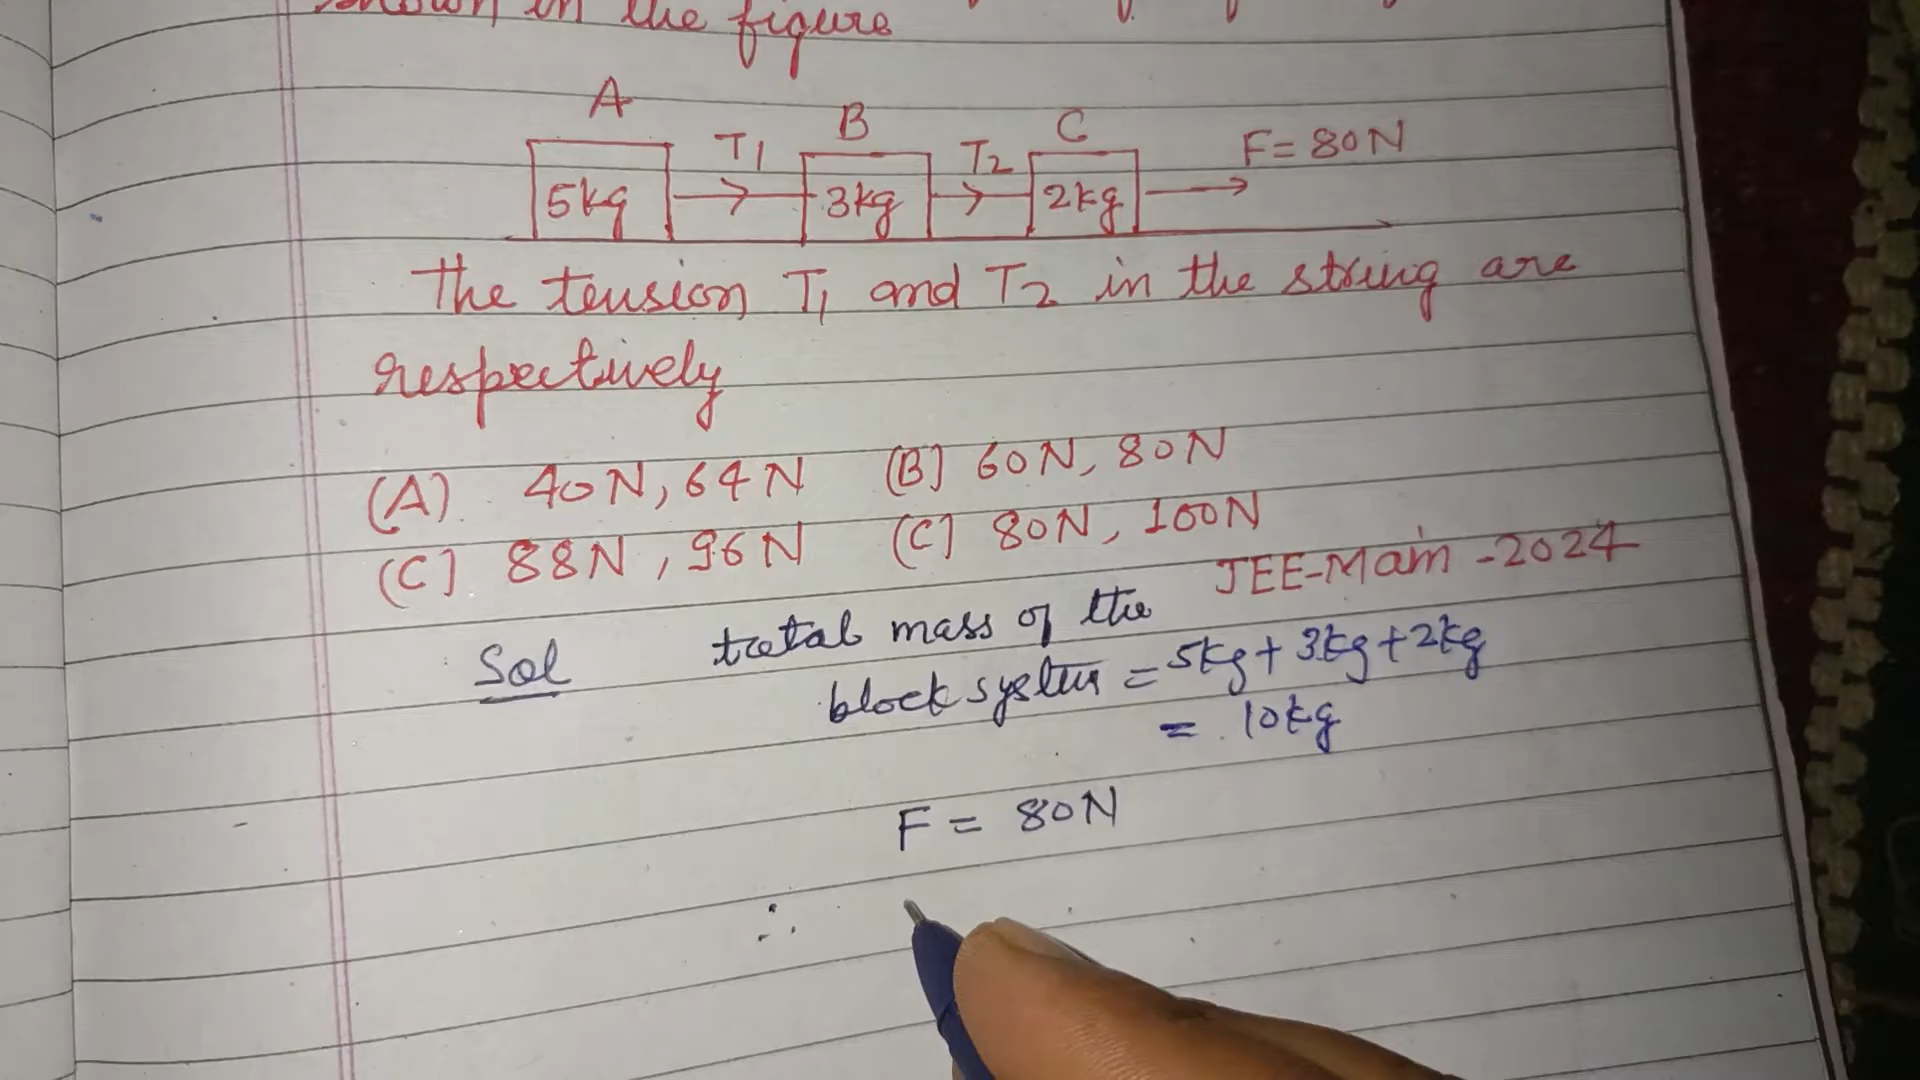 shown in the figure
A B C
T1 T2 F= 80N
5kg 3kg 2kg
The tension T1 and T2 in the string are
respectively
(A) 40N, 64N (B) 60N, 80N
(C) 88N, 96N (C) 80N, 100N
JEE-Main -2024
Sol total mass of the
block system = 5kg + 3kg + 2kg
= 10kg
F = 80N
∴